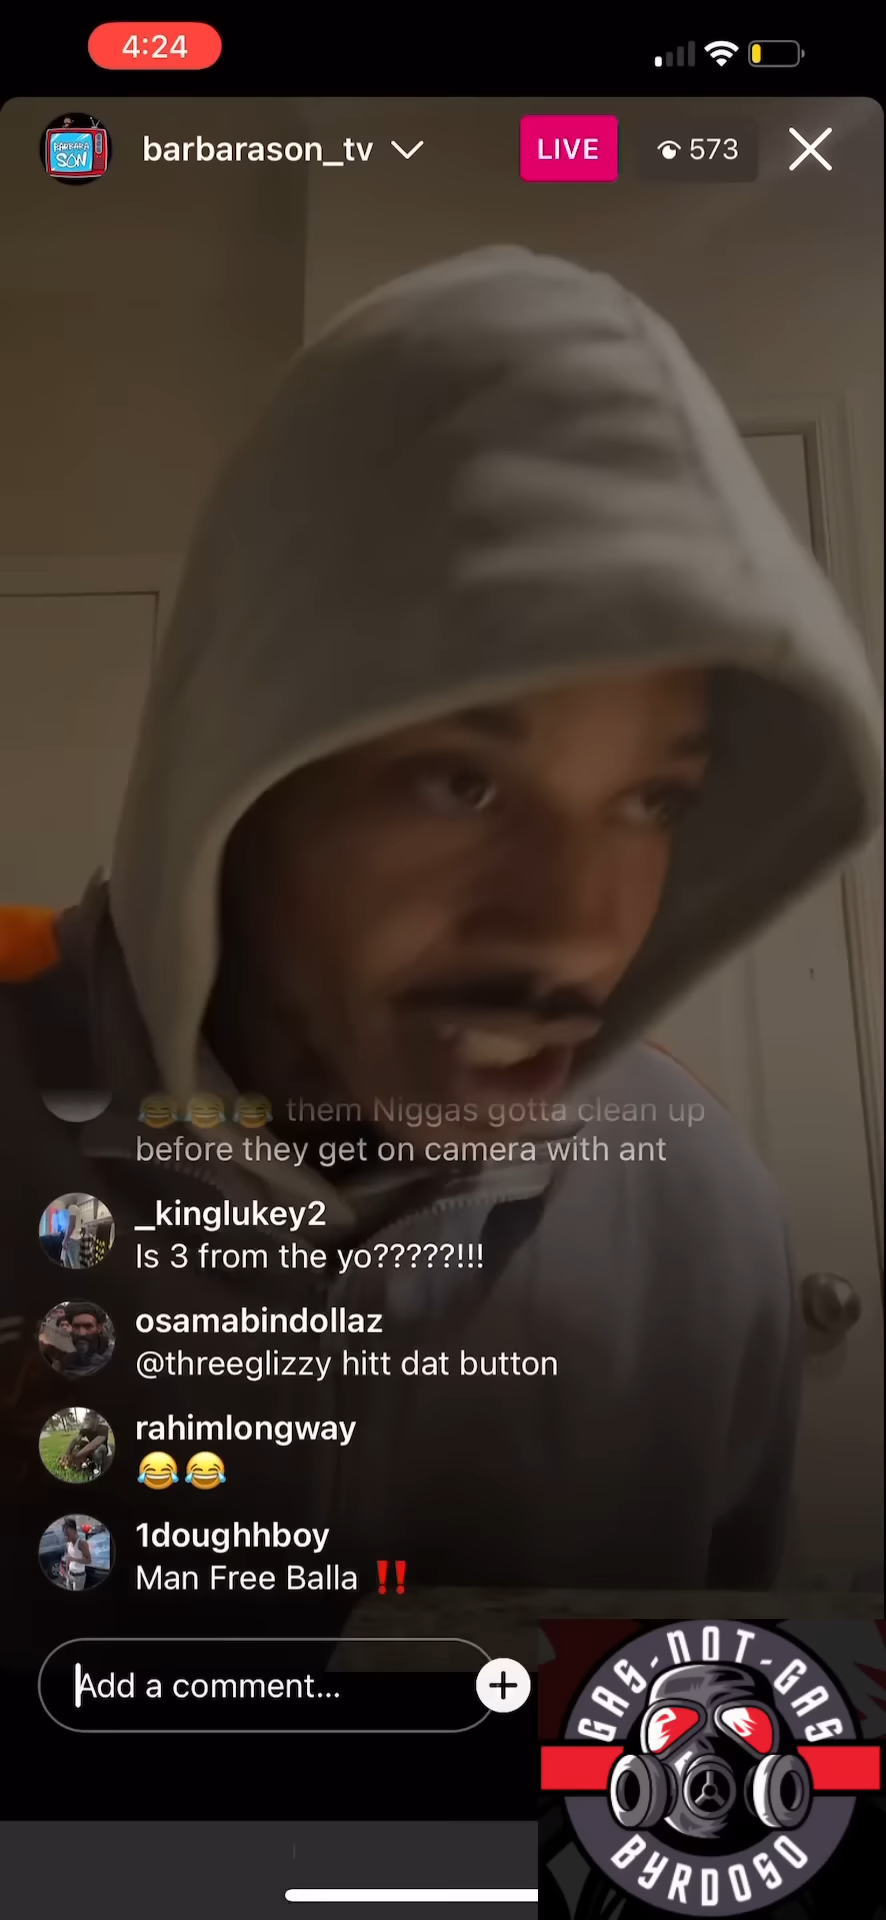 4:24
BARBARA
SON
barbarason_tv
LIVE
573
😂😂😂 them Niggas gotta clean up
before they get on camera with ant
_kinglukey2
Is 3 from the yo?????!!!
osamabindollaz
@threeglizzy hitt dat button
rahimlongway
😂😂
1doughhboy
Man Free Balla ‼️
Add a comment...
GAS-NOT-GAS
BYRDOSO